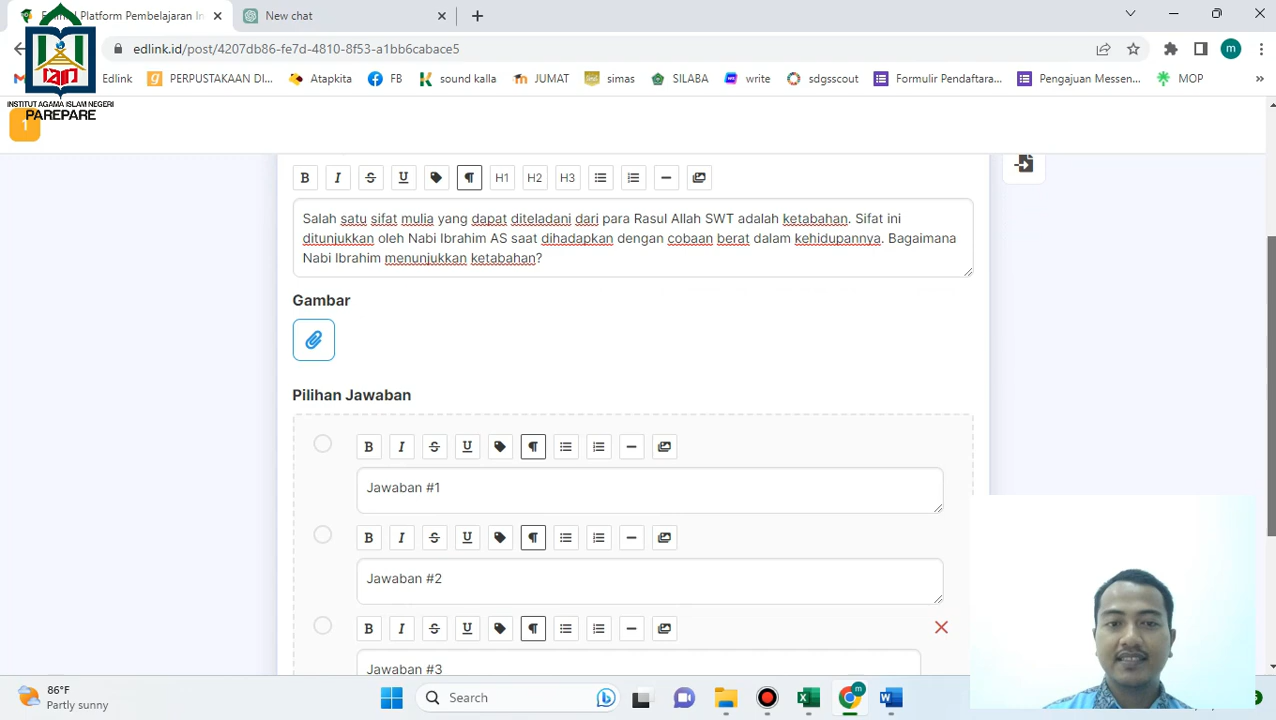 Platform Pembelajaran In
New chat
edlink.id/post/4207db86-fe7d-4810-8f53-a1bb6cabace5
m
Edlink
PERPUSTAKAAN DI...
Atapkita
FB
sound kalla
JUMAT
simas
SILABA
write
sdgsscout
Formulir Pendaftara...
Pengajuan Messen...
MOP
»
INSTITUT AGAMA ISLAM NEGERI
PAREPARE
1
B I S U ¶ H1 H2 H3
Salah satu sifat mulia yang dapat diteladani dari para Rasul Allah SWT adalah ketabahan. Sifat ini
ditunjukkan oleh Nabi Ibrahim AS saat dihadapkan dengan cobaan berat dalam kehidupannya. Bagaimana
Nabi Ibrahim menunjukkan ketabahan?
Gambar
Pilihan Jawaban
B I S U ¶
Jawaban #1
B I S U ¶
Jawaban #2
B I S U ¶
Jawaban #3
86°F
Partly sunny
Search